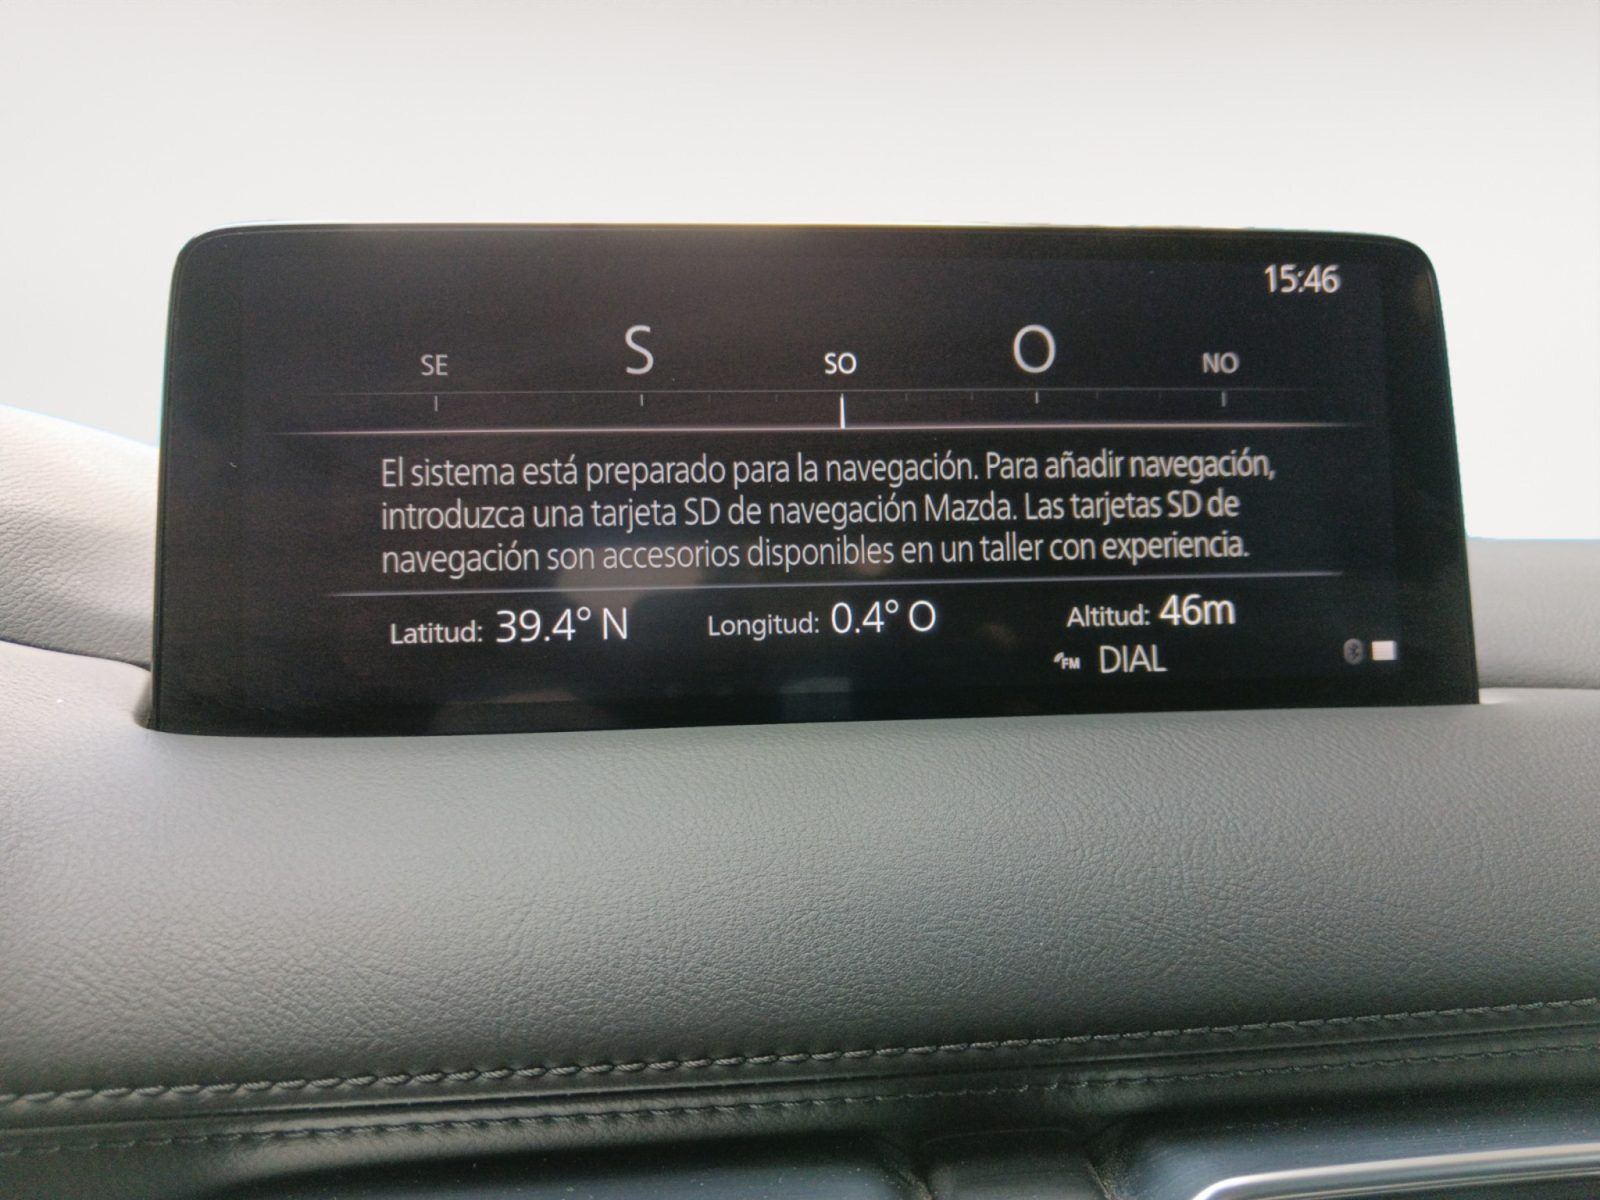 15:46
SE S SO O NO
El sistema está preparado para la navegación. Para añadir navegación,
introduzca una tarjeta SD de navegación Mazda. Las tarjetas SD de
navegación son accesorios disponibles en un taller con experiencia.
Latitud: 39.4° N Longitud: 0.4° O Altitud: 46m
FM DIAL